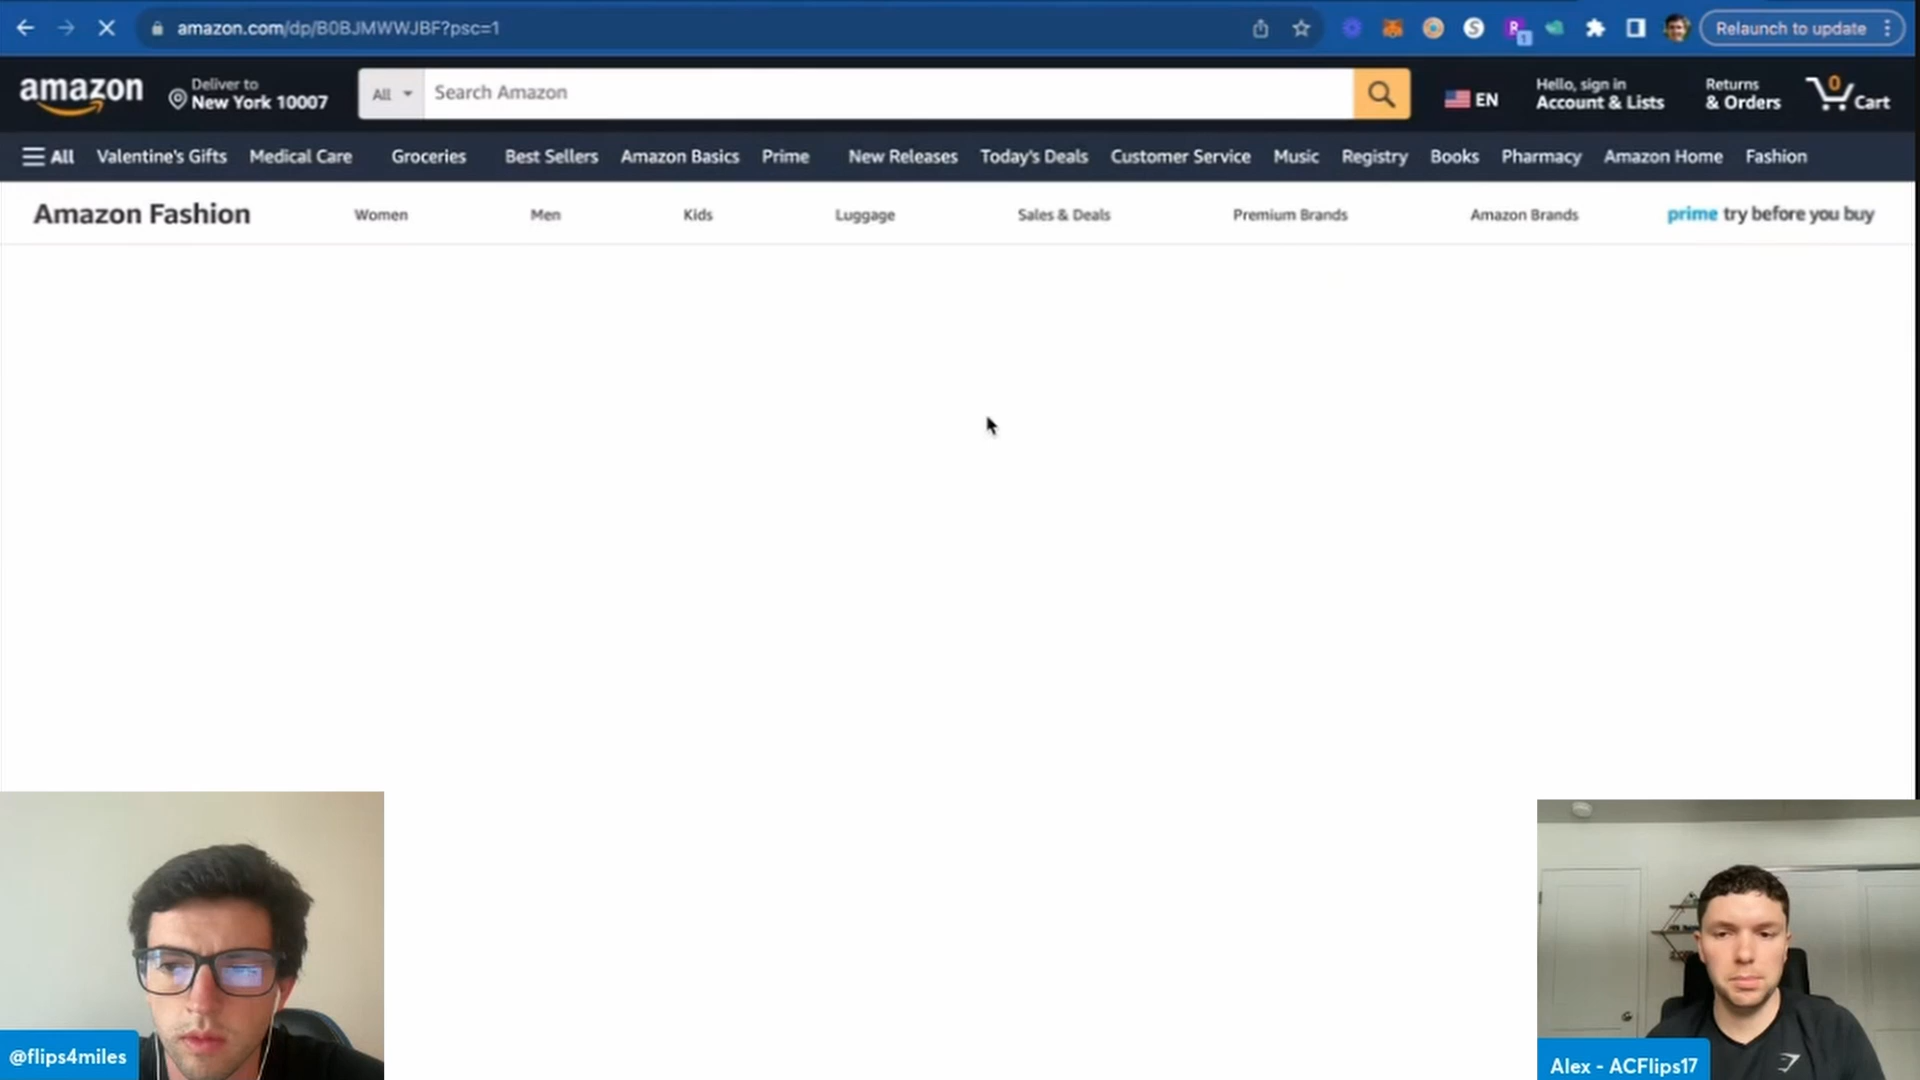 amazon.com/dp/B0BJMWWJBF?psc=1
Relaunch to update
amazon
Deliver to
New York 10007
All
Search Amazon
EN
Hello, sign in
Account & Lists
Returns
& Orders
0
Cart
All
Valentine's Gifts
Medical Care
Groceries
Best Sellers
Amazon Basics
Prime
New Releases
Today's Deals
Customer Service
Music
Registry
Books
Pharmacy
Amazon Home
Fashion
Amazon Fashion
Women
Men
Kids
Luggage
Sales & Deals
Premium Brands
Amazon Brands
prime try before you buy
@flips4miles
Alex - ACFlips17